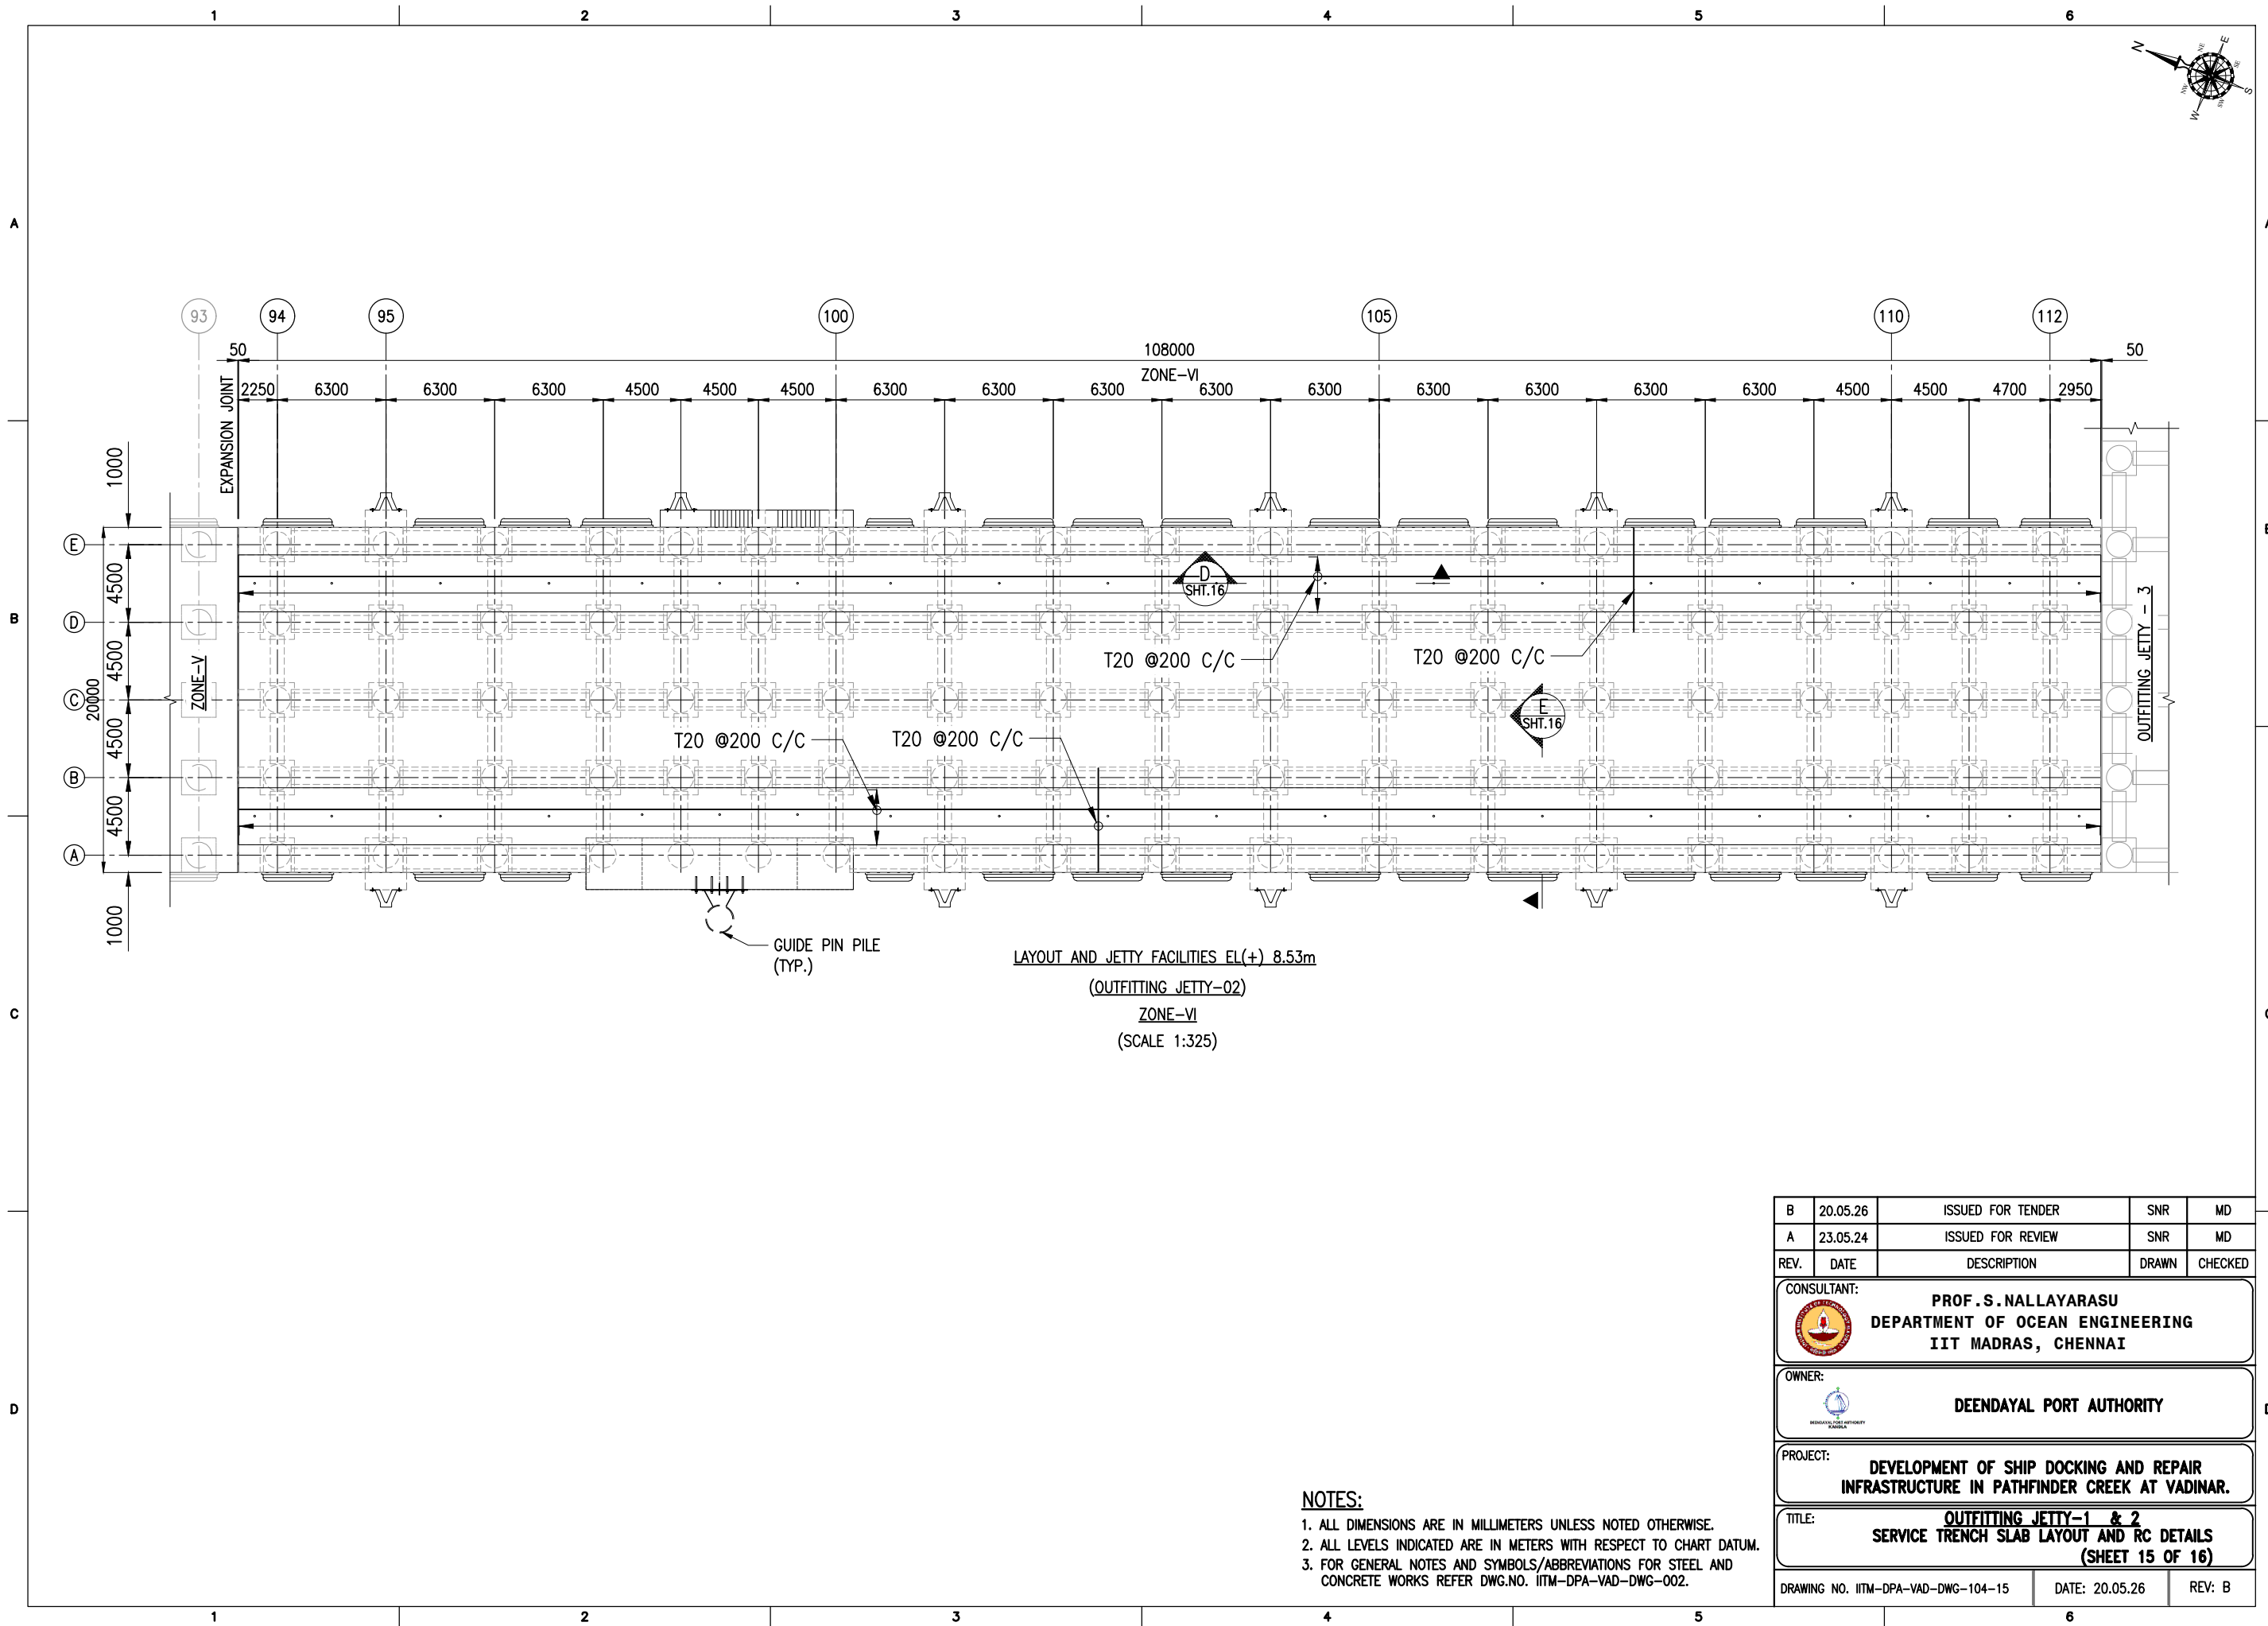 1 2 3 4 5 6
N
NE
E
SE
S
SW
W
NW
A
93 94 95 100 105 110 112
50 108000 50
ZONE-VI
2250 6300 6300 6300 4500 4500 4500 6300 6300 6300 6300 6300 6300 6300 6300 6300 4500 4500 4700 2950
EXPANSION JOINT
1000
E
4500
D
4500
C
20000
4500
B
4500
A
1000
ZONE-V
D
SHT.16
T20 @200 C/C
T20 @200 C/C
E
SHT.16
T20 @200 C/C
T20 @200 C/C
OUTFITTING JETTY - 3
B
GUIDE PIN PILE
(TYP.)
LAYOUT AND JETTY FACILITIES EL(+) 8.53m
(OUTFITTING JETTY-02)
ZONE-VI
(SCALE 1:325)
C
D
NOTES:
1. ALL DIMENSIONS ARE IN MILLIMETERS UNLESS NOTED OTHERWISE.
2. ALL LEVELS INDICATED ARE IN METERS WITH RESPECT TO CHART DATUM.
3. FOR GENERAL NOTES AND SYMBOLS/ABBREVIATIONS FOR STEEL AND
CONCRETE WORKS REFER DWG.NO. IITM-DPA-VAD-DWG-002.
B 20.05.26 ISSUED FOR TENDER SNR MD
A 23.05.24 ISSUED FOR REVIEW SNR MD
REV. DATE DESCRIPTION DRAWN CHECKED
CONSULTANT:
PROF.S.NALLAYARASU
DEPARTMENT OF OCEAN ENGINEERING
IIT MADRAS, CHENNAI
OWNER:
DEENDAYAL PORT AUTHORITY
KANDLA
DEENDAYAL PORT AUTHORITY
PROJECT:
DEVELOPMENT OF SHIP DOCKING AND REPAIR
INFRASTRUCTURE IN PATHFINDER CREEK AT VADINAR.
TITLE:
OUTFITTING JETTY-1 & 2
SERVICE TRENCH SLAB LAYOUT AND RC DETAILS
(SHEET 15 OF 16)
DRAWING NO. IITM-DPA-VAD-DWG-104-15 DATE: 20.05.26 REV: B
1 2 3 4 5 6